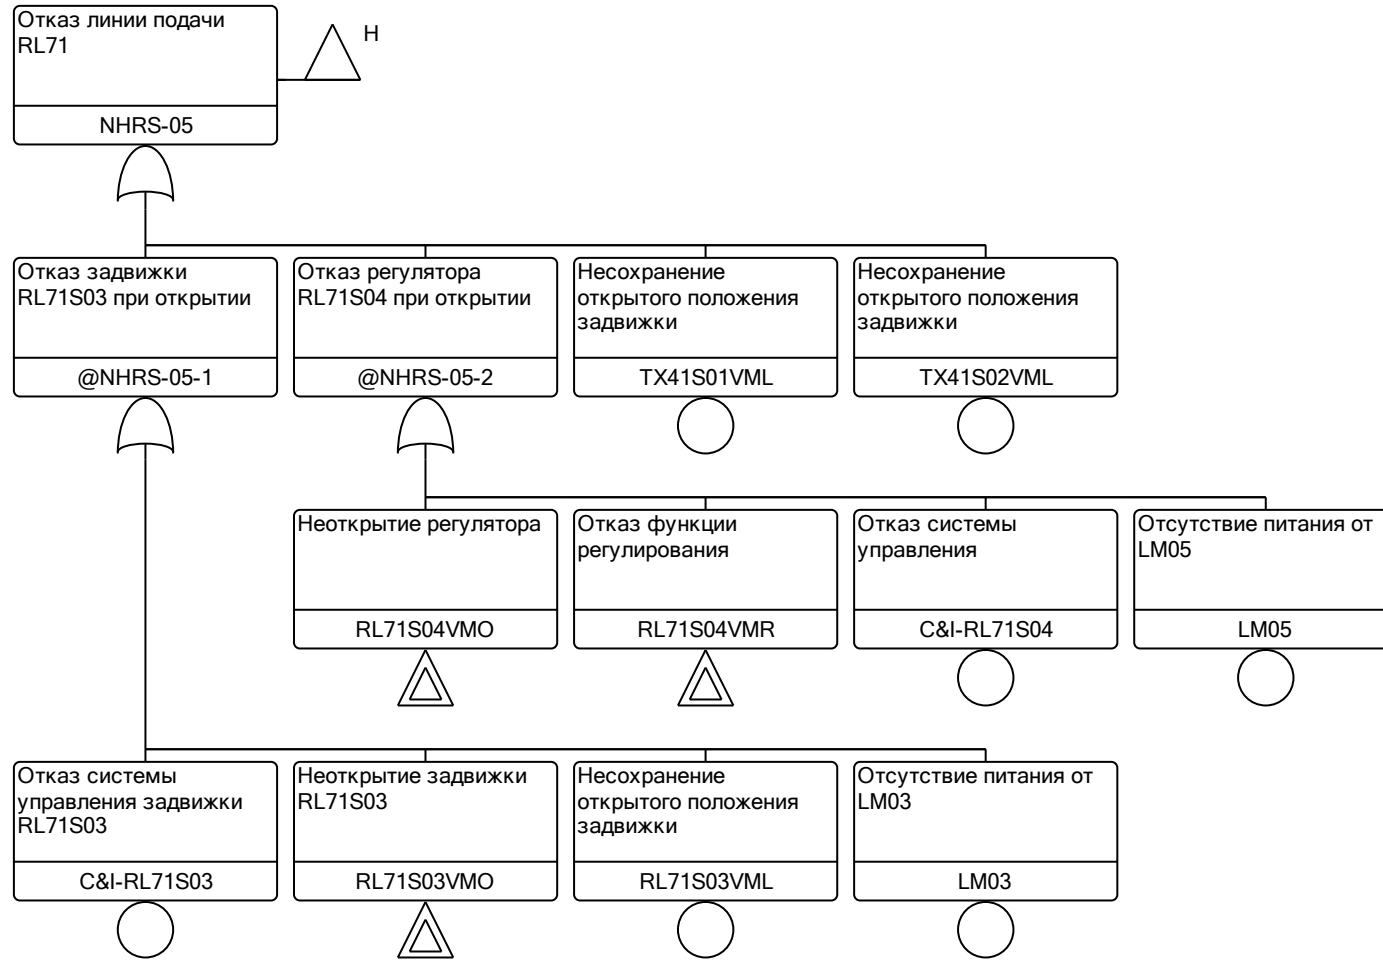 Отказ линии подачи
RL71
NHRS-05
H
Отказ задвижки
RL71S03 при открытии
@NHRS-05-1
Отказ регулятора
RL71S04 при открытии
@NHRS-05-2
Несохранение
открытого положения
задвижки
TX41S01VML
Несохранение
открытого положения
задвижки
TX41S02VML
Неоткрытие регулятора
RL71S04VMO
Отказ функции
регулирования
RL71S04VMR
Отказ системы
управления
C&I-RL71S04
Отсутствие питания от
LM05
LM05
Отказ системы
управления задвижки
RL71S03
C&I-RL71S03
Неоткрытие задвижки
RL71S03
RL71S03VMO
Несохранение
открытого положения
задвижки
RL71S03VML
Отсутствие питания от
LM03
LM03